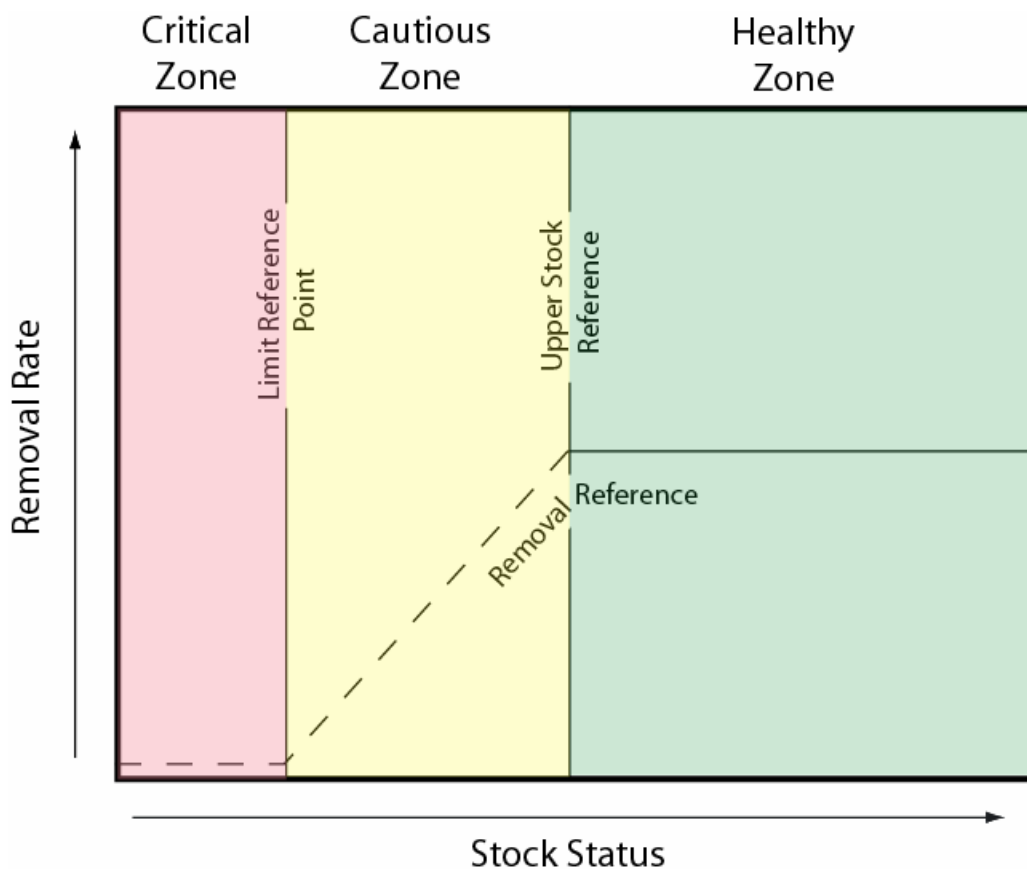 Critical
Zone
Cautious
Zone
Healthy
Zone
Limit Reference
Point
Upper Stock
Reference
Removal Reference
Removal Rate
Stock Status